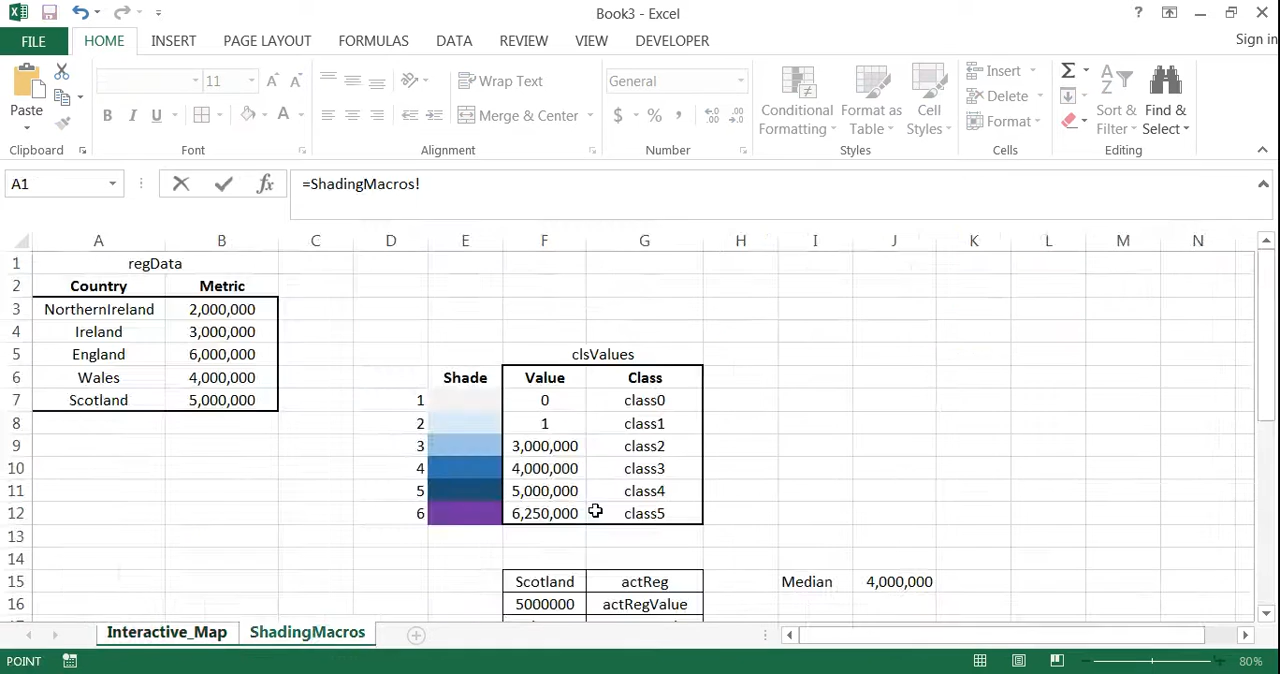 Book3 - Excel
?
FILE HOME INSERT PAGE LAYOUT FORMULAS DATA REVIEW VIEW DEVELOPER Sign in
Paste
11
A A
B I U A
Wrap Text
Merge & Center
General
$ % ,
Conditional Formatting
Format as Table
Cell Styles
Insert
Delete
Format
Sort & Filter
Find & Select
Clipboard Font Alignment Number Styles Cells Editing
A1 fx =ShadingMacros!
A B C D E F G H I J K L M N
1 regData
2 Country Metric
3 NorthernIreland 2,000,000
4 Ireland 3,000,000
5 England 6,000,000 clsValues
6 Wales 4,000,000 Shade Value Class
7 Scotland 5,000,000 1 0 class0
8 2 1 class1
9 3 3,000,000 class2
10 4 4,000,000 class3
11 5 5,000,000 class4
12 6 6,250,000 class5
13
14
15 Scotland actReg Median 4,000,000
16 5000000 actRegValue
Interactive_Map ShadingMacros
POINT 80%